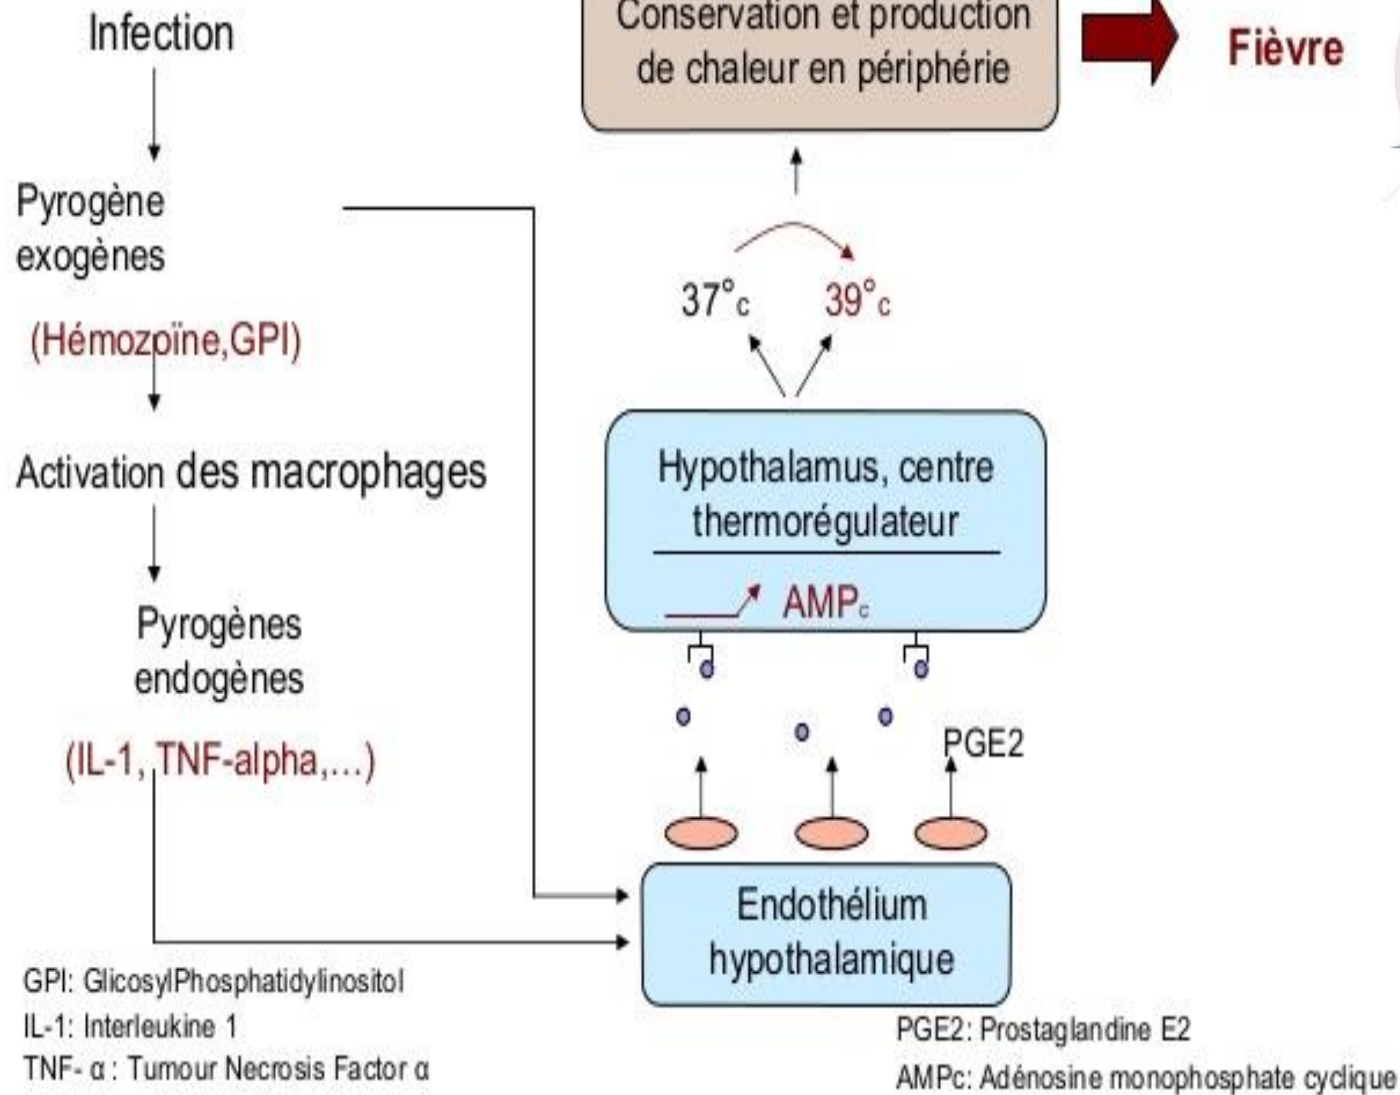 Infection
Pyrogène
exogènes
(Hémozoïne,GPI)
Activation des macrophages
Pyrogènes
endogènes
(IL-1, TNF-alpha,...)
GPI: GlicosylPhosphatidylinositol
IL-1: Interleukine 1
TNF- α : Tumour Necrosis Factor α
Conservation et production
de chaleur en périphérie
Fièvre
37°c
39°c
Hypothalamus, centre
thermorégulateur
AMPc
PGE2
Endothélium
hypothalamique
PGE2: Prostaglandine E2
AMPc: Adénosine monophosphate cyclique